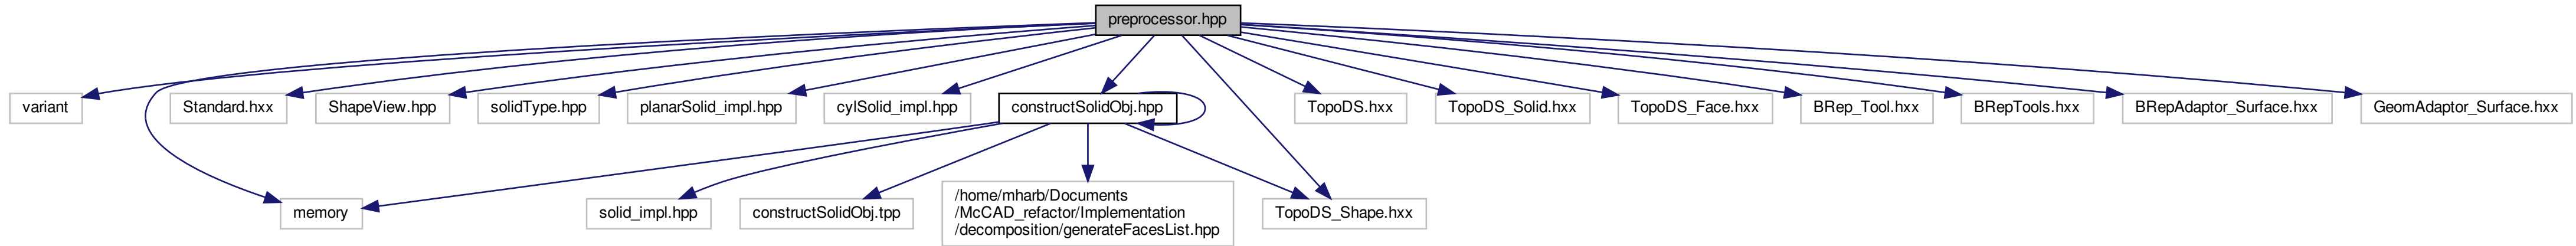 preprocessor.hpp
variant
Standard.hxx
ShapeView.hpp
solidType.hpp
planarSolid_impl.hpp
cylSolid_impl.hpp
constructSolidObj.hpp
TopoDS.hxx
TopoDS_Solid.hxx
TopoDS_Face.hxx
BRep_Tool.hxx
BRepTools.hxx
BRepAdaptor_Surface.hxx
GeomAdaptor_Surface.hxx
memory
solid_impl.hpp
constructSolidObj.tpp
/home/mharb/Documents
/McCAD_refactor/Implementation
/decomposition/generateFacesList.hpp
TopoDS_Shape.hxx